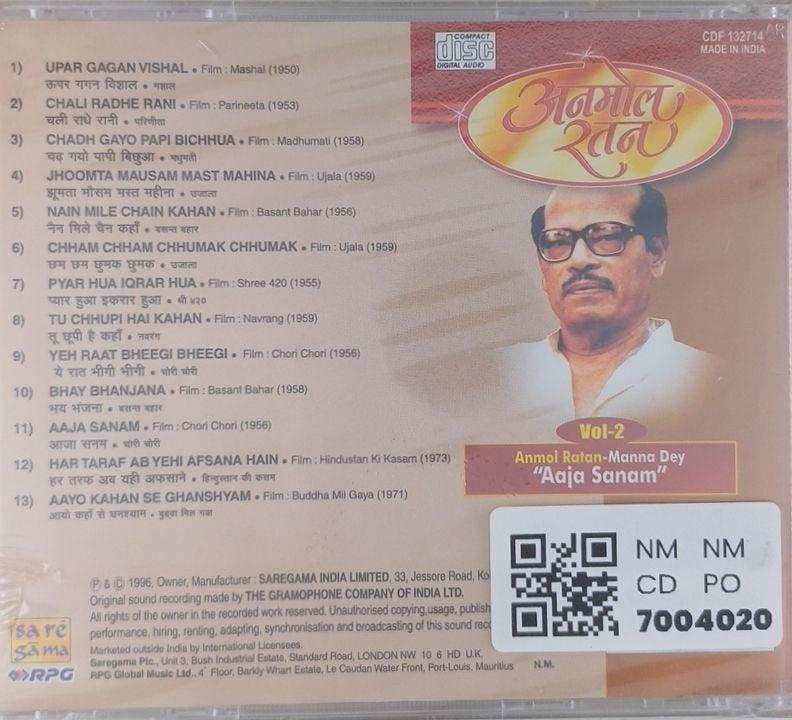 1) UPAR GAGAN VISHAL • Film : Mashal (1950)
ऊपर गगन विशाल • मशाल
2) CHALI RADHE RANI • Film : Parineeta (1953)
चली राधे रानी • परिणीता
3) CHADH GAYO PAPI BICHHUA • Film : Madhumati (1958)
चढ़ गयो पापी बिछुआ • मधुमती
4) JHOOMTA MAUSAM MAST MAHINA • Film : Ujala (1959)
झूमता मौसम मस्त महीना • उजाला
5) NAIN MILE CHAIN KAHAN • Film : Basant Bahar (1956)
नैन मिले चैन कहाँ • बसन्त बहार
6) CHHAM CHHAM CHHUMAK CHHUMAK • Film : Ujala (1959)
छम छम छुमक छुमक • उजाला
7) PYAR HUA IQRAR HUA • Film : Shree 420 (1955)
प्यार हुआ इकरार हुआ • श्री ४२०
8) TU CHHUPI HAI KAHAN • Film : Navrang (1959)
तू छूपी है कहाँ • नवरंग
9) YEH RAAT BHEEGI BHEEGI • Film : Chori Chori (1956)
ये रात भीगी भीगी • चोरी चोरी
10) BHAY BHANJANA • Film : Basant Bahar (1958)
भय भंजना • बसन्त बहार
11) AAJA SANAM • Film : Chori Chori (1956)
आजा सनम • चोरी चोरी
12) HAR TARAF AB YEHI AFSANA HAIN • Film : Hindustan Ki Kasam (1973)
हर तरफ अब यही अफसाने • हिन्दुस्तान की कसम
13) AAYO KAHAN SE GHANSHYAM • Film : Buddha Mil Gaya (1971)
आयो कहाँ से घनश्याम • बुड्ढा मिल गया
COMPACT
disc
DIGITAL AUDIO
CDF 132714
MADE IN INDIA
अनमोल
रतन
Vol-2
Anmol Ratan-Manna Dey
"Aaja Sanam"
NM NM
CD PO
7004020
℗ & © 1996, Owner, Manufacturer : SAREGAMA INDIA LIMITED, 33, Jessore Road,
Original sound recording made by THE GRAMOPHONE COMPANY OF INDIA LTD.
All rights of the owner in the recorded work reserved. Unauthorised copying,usage,
performance, hiring, renting, adapting, synchronisation and broadcasting of this sound
Marketed outside India by International Licensees.
Saregama Plc., Unit 3, Bush Industrial Estate, Standard Road, LONDON NW 10 6 HD U.K.
RPG Global Music Ltd., 4 Floor, Barkly Whart Estate, Le Caudan Water Front, Port-Louis, Mauritius N.M.
sa re
ga ma
RPG